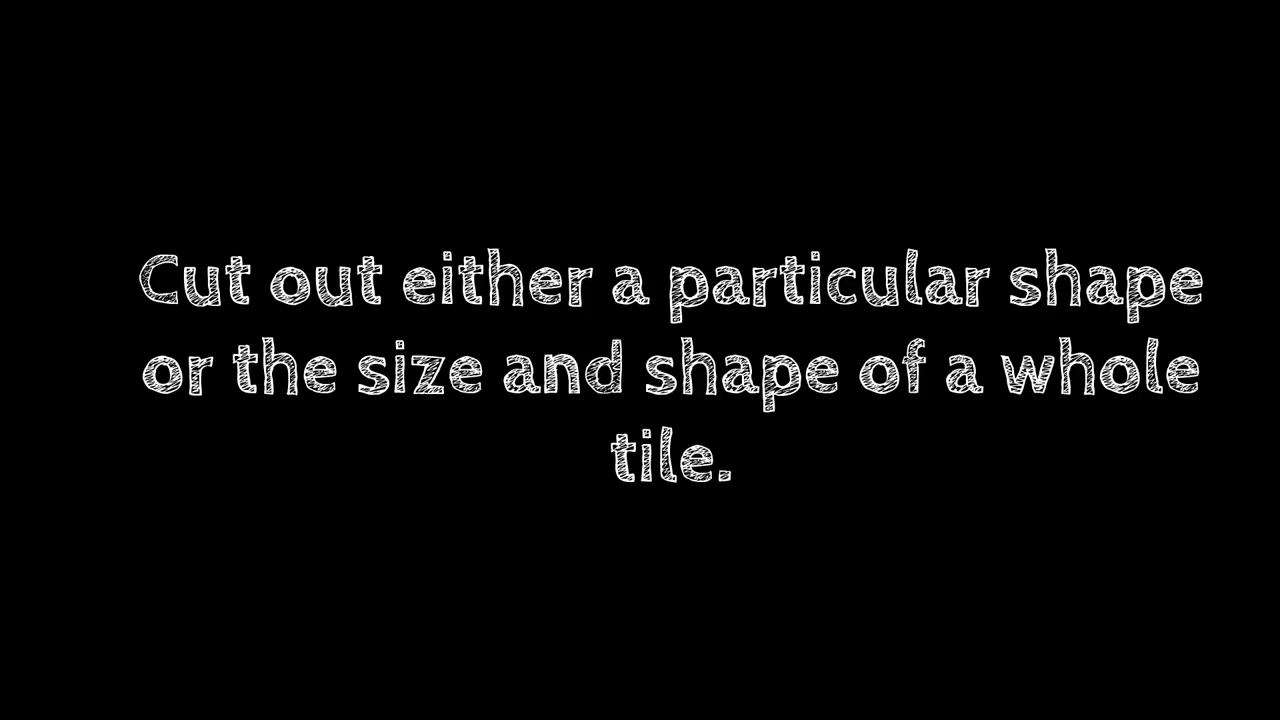 Cut out either a particular shape
or the size and shape of a whole
tile.